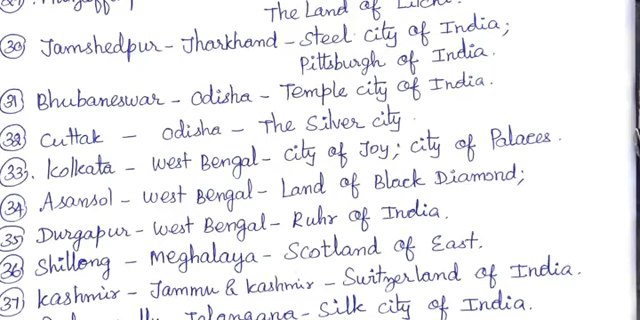 The Land of
(30) Jamshedpur - Jharkhand - Steel city of India;
Pittsburgh of India.
(31) Bhubaneswar - Odisha - Temple city of India.
(32) Cuttak - Odisha - The Silver city
(33). Kolkata - West Bengal - city of Joy; city of Palaces.
(34) Asansol - West Bengal - Land of Black Diamond;
(35) Durgapur - West Bengal - Ruhr of India.
(36) Shillong - Meghalaya - Scotland of East.
(37) Kashmir - Jammu & Kashmir - Switzerland of India.
Telangana - Silk city of India.